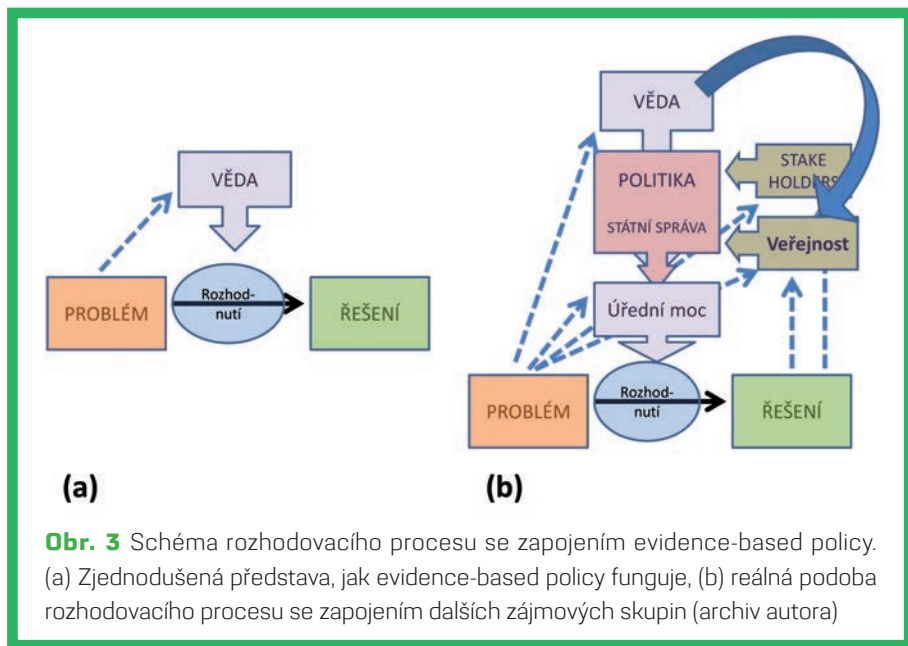 VĚDA
PROBLÉM
Rozhod-
nutí
ŘEŠENÍ
(a)
VĚDA
POLITIKA
STÁTNÍ SPRÁVA
STAKE
HOLDERS
Veřejnost
Úřední moc
PROBLÉM
Rozhod-
nutí
ŘEŠENÍ
(b)
Obr. 3 Schéma rozhodovacího procesu se zapojením evidence-based policy.
(a) Zjednodušená představa, jak evidence-based policy funguje, (b) reálná podoba
rozhodovacího procesu se zapojením dalších zájmových skupin (archiv autora)